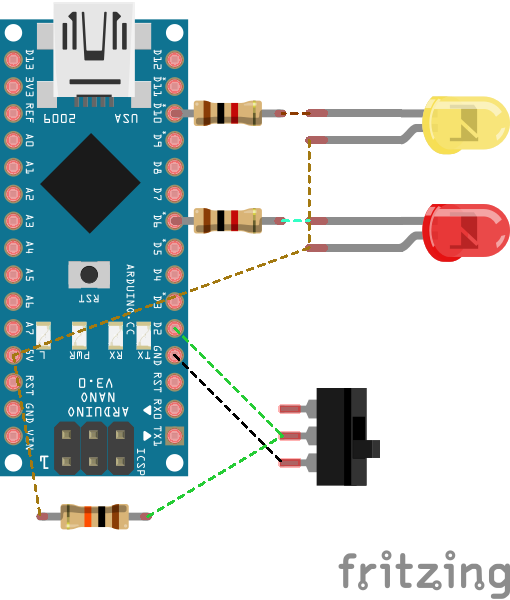 D13
3V3
REF
A0
A1
A2
A3
A4
A5
A6
A7
5V
RST
GND
VIN
D12
D11
D10
D9
D8
D7
D6
D5
D4
D3
D2
GND
RST
RX0
TX1
6002
USA
RST
ARDUINO.CC
L
PWR
RX
TX
V3.0
NANO
ARDUINO
1
ICSP
fritzing